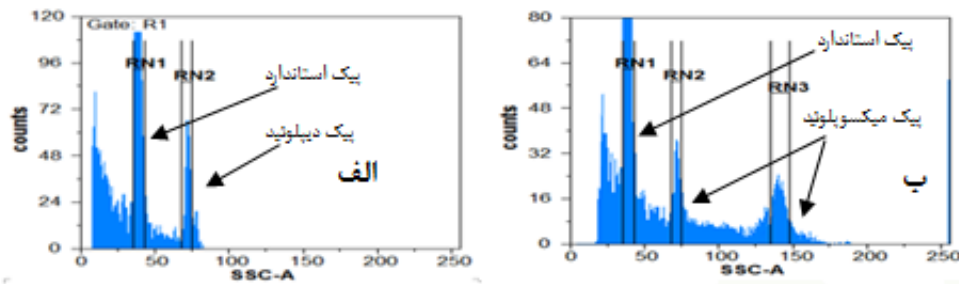 120
96
72
48
24
0
counts
Gate: R1
RN1
RN2
پیک استاندارد
پیک دیپلوئید
الف
0 50 100 150 200 250
SSC-A
80
64
48
32
16
0
counts
RN1
RN2
RN3
پیک استاندارد
پیک میکسوپلوئید
ب
0 50 100 150 200 250
SSC-A